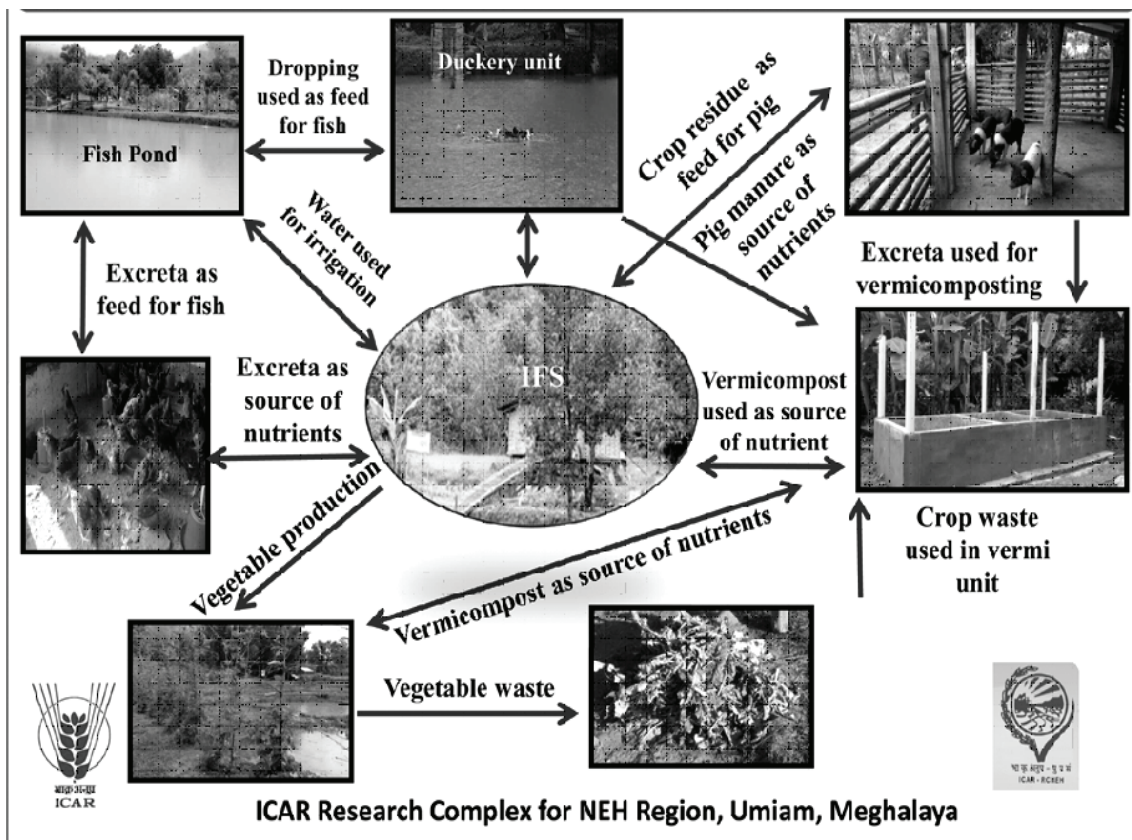 Dropping
used as feed
for fish
Duckery unit
Fish Pond
Crop residue as
feed for pig
Pig manure as
source of
nutrients
Water used
for irrigation
Excreta as
feed for fish
Excreta used for
vermicomposting
Excreta as
source of
nutrients
IFS
Vermicompost
used as source
of nutrient
Vegetable production
Vermicompost as source of nutrients
Crop waste
used in vermi
unit
Vegetable waste
ICAR
ICAR - RCNEH
ICAR Research Complex for NEH Region, Umiam, Meghalaya